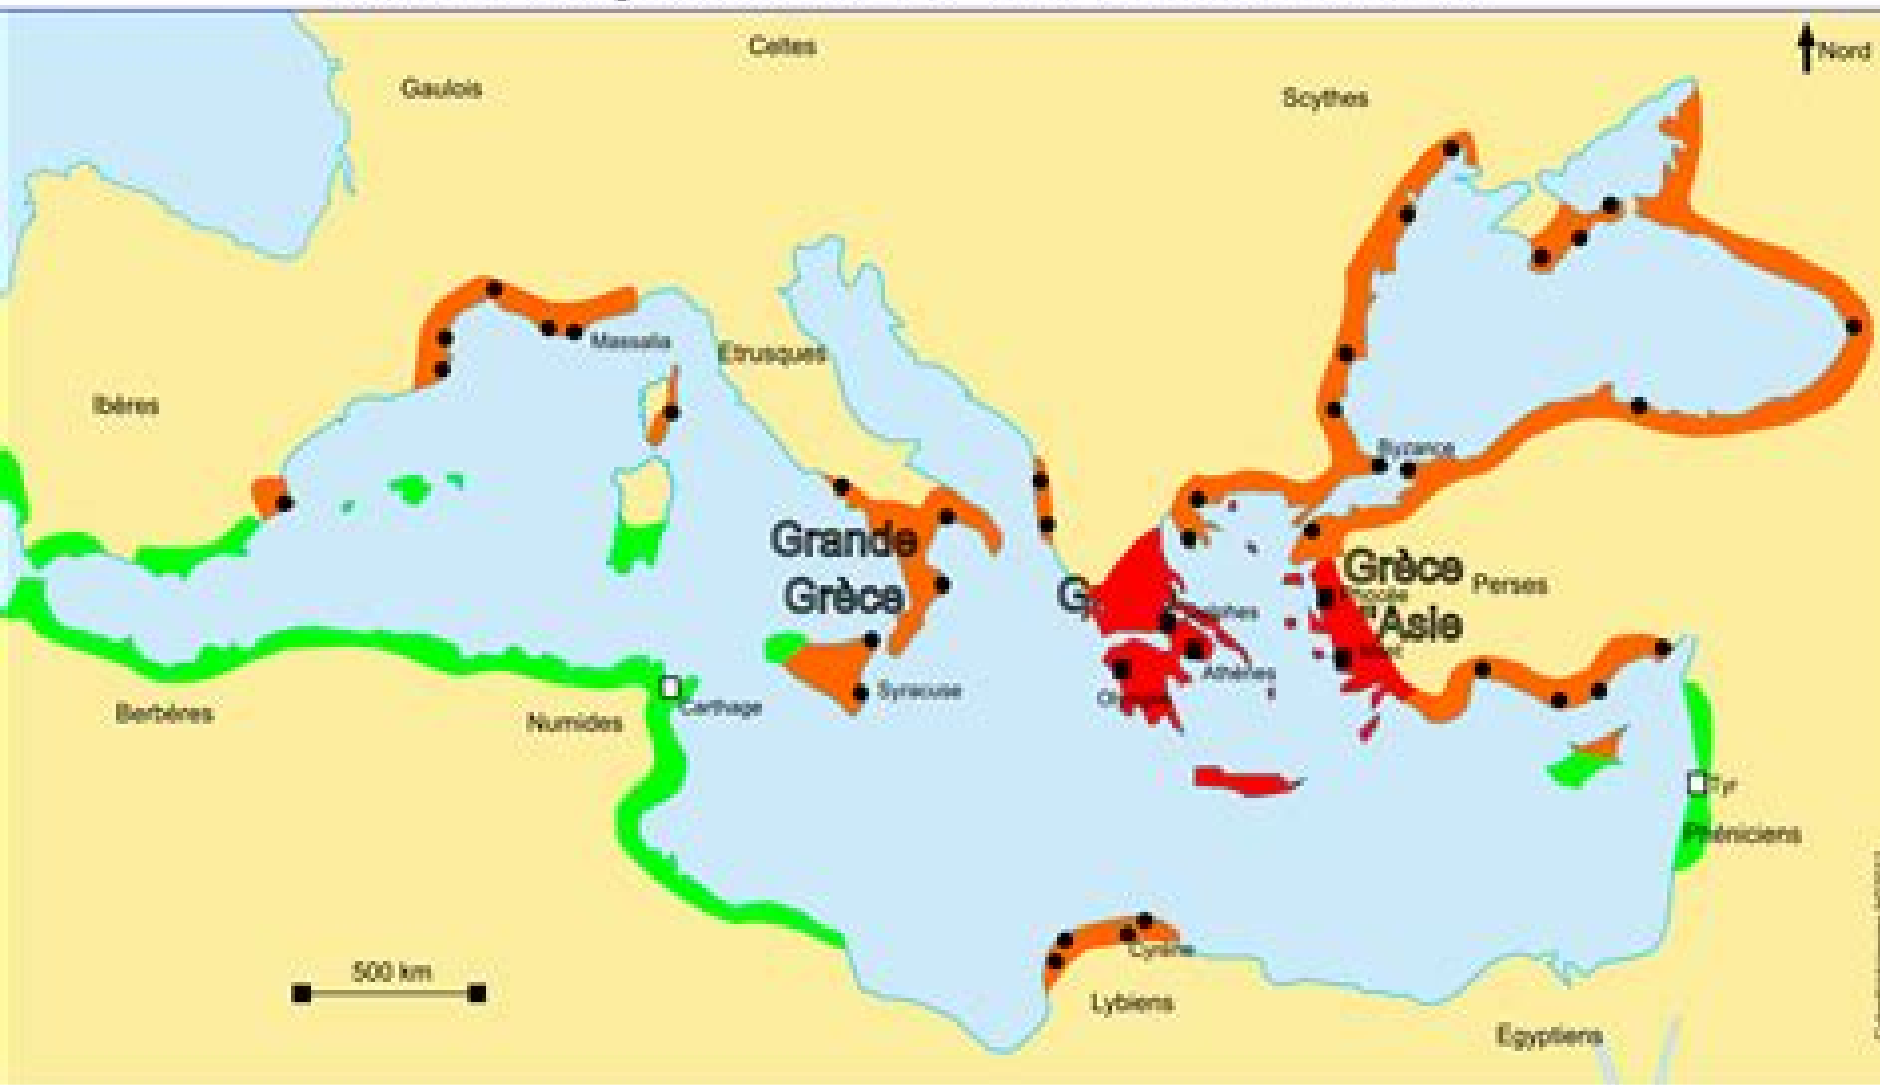 Celtes
Nord
Gaulois
Scythes
Massalia
Etrusques
Ibères
Byzance
Grande
Grèce
Grèce
Perses
"Asie
Athènes
Syracuse
Carthage
Berbères
Numides
Tyr
Phéniciens
Cyrène
500 km
Lybiens
Egyptiens